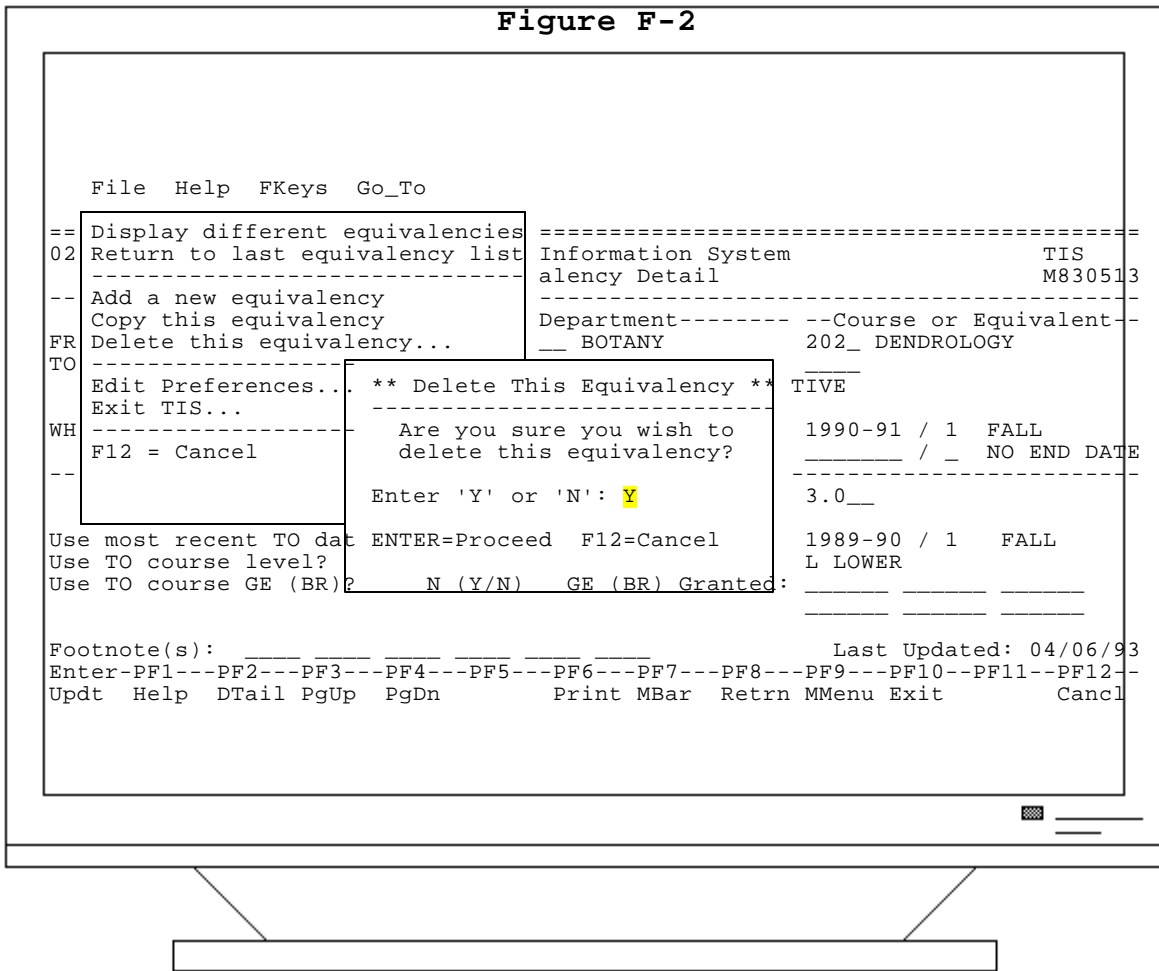 Figure F-2
File  Help  FKeys  Go_To
== Display different equivalencies ===========================================
02 Return to last equivalency list Information System                  TIS
   ------------------------------- alency Detail                       M830513
-- Add a new equivalency           -------------------------------------------
   Copy this equivalency           Department-------- --Course or Equivalent--
FR Delete this equivalency...      __ BOTANY          202_ DENDROLOGY
TO -------------------                                ____
   Edit Preferences... ** Delete This Equivalency ** TIVE
   Exit TIS...         -----------------------------
WH -------------------   Are you sure you wish to     1990-91 / 1  FALL
   F12 = Cancel          delete this equivalency?     _______ / _  NO END DATE
--                                                   -------------------------
                       Enter 'Y' or 'N': Y            3.0__
Use most recent TO dat ENTER=Proceed  F12=Cancel      1989-90 / 1   FALL
Use TO course level?                                  L LOWER
Use TO course GE (BR)?     N (Y/N)   GE (BR) Granted: ______ ______ ______
                                                      ______ ______ ______
Footnote(s):  ____ ____ ____ ____ ____ ____             Last Updated: 04/06/93
Enter-PF1---PF2---PF3---PF4---PF5---PF6---PF7---PF8---PF9---PF10--PF11--PF12--
Updt  Help  DTail PgUp  PgDn        Print MBar  Retrn MMenu Exit        Cancl